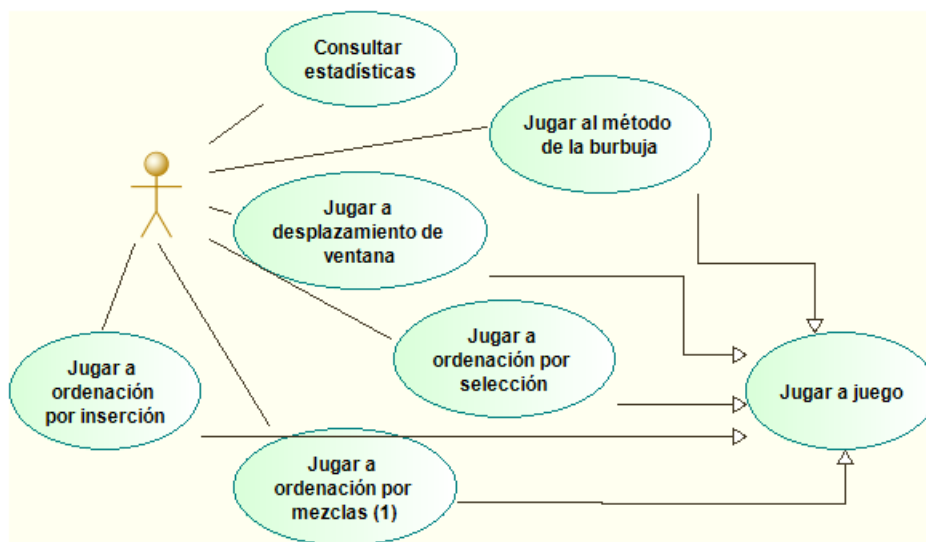 Consultar
estadísticas
Jugar al método
de la burbuja
Jugar a
desplazamiento de
ventana
Jugar a
ordenación por
selección
Jugar a
ordenación
por inserción
Jugar a juego
Jugar a
ordenación por
mezclas (1)